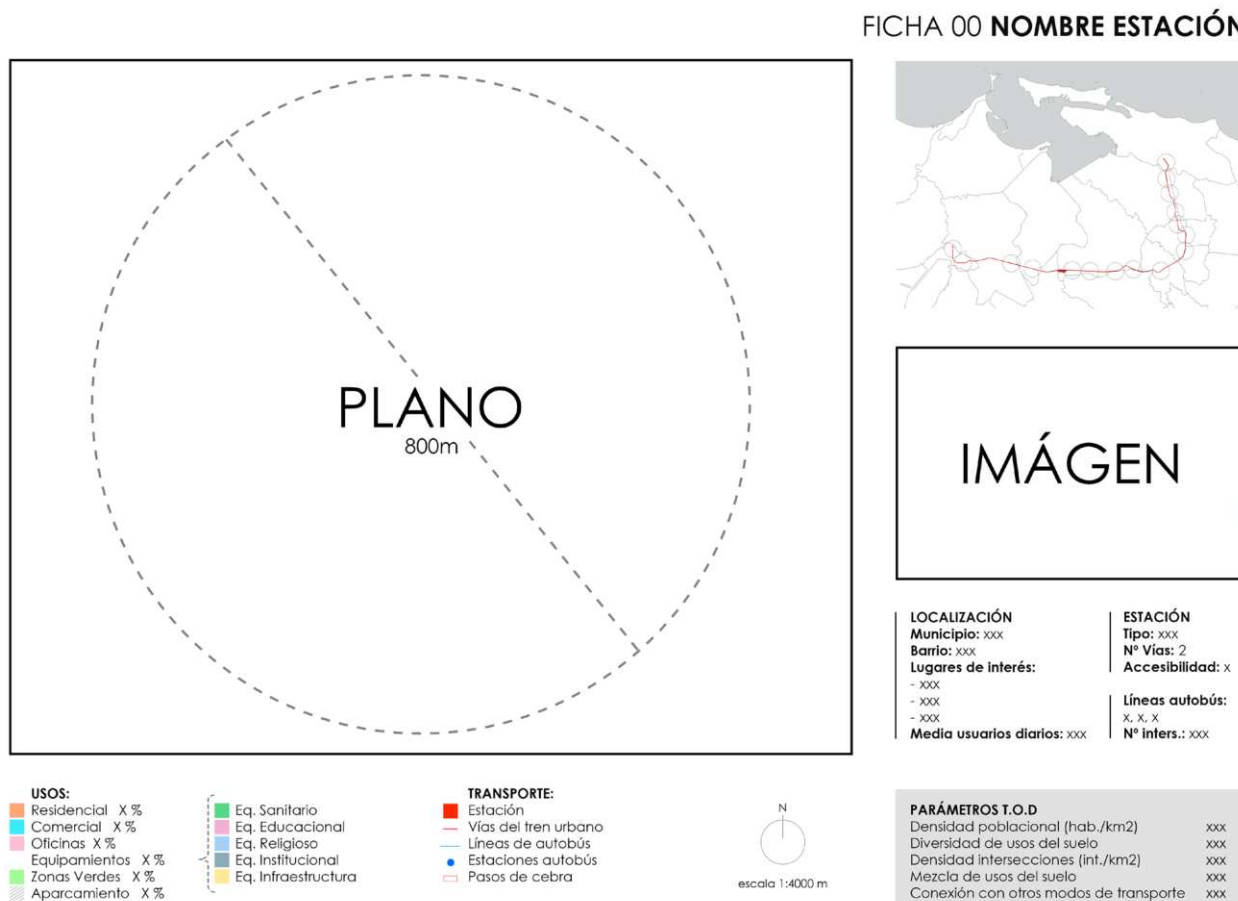 FICHA 00 NOMBRE ESTACIÓN
PLANO
800m
IMÁGEN
LOCALIZACIÓN
Municipio: xxx
Barrio: xxx
Lugares de interés:
- xxx
- xxx
- xxx
Media usuarios diarios: xxx
ESTACIÓN
Tipo: xxx
Nº Vías: 2
Accesibilidad: x
Líneas autobús:
x, x, x
Nº inters.: xxx
USOS:
Residencial X %
Comercial X %
Oficinas X %
Equipamientos X %
Zonas Verdes X %
Aparcamiento X %
Eq. Sanitario
Eq. Educacional
Eq. Religioso
Eq. Institucional
Eq. Infraestructura
TRANSPORTE:
Estación
Vías del tren urbano
Líneas de autobús
Estaciones autobús
Pasos de cebra
N
escala 1:4000 m
PARÁMETROS T.O.D
Densidad poblacional (hab./km2) xxx
Diversidad de usos del suelo xxx
Densidad intersecciones (int./km2) xxx
Mezcla de usos del suelo xxx
Conexión con otros modos de transporte xxx